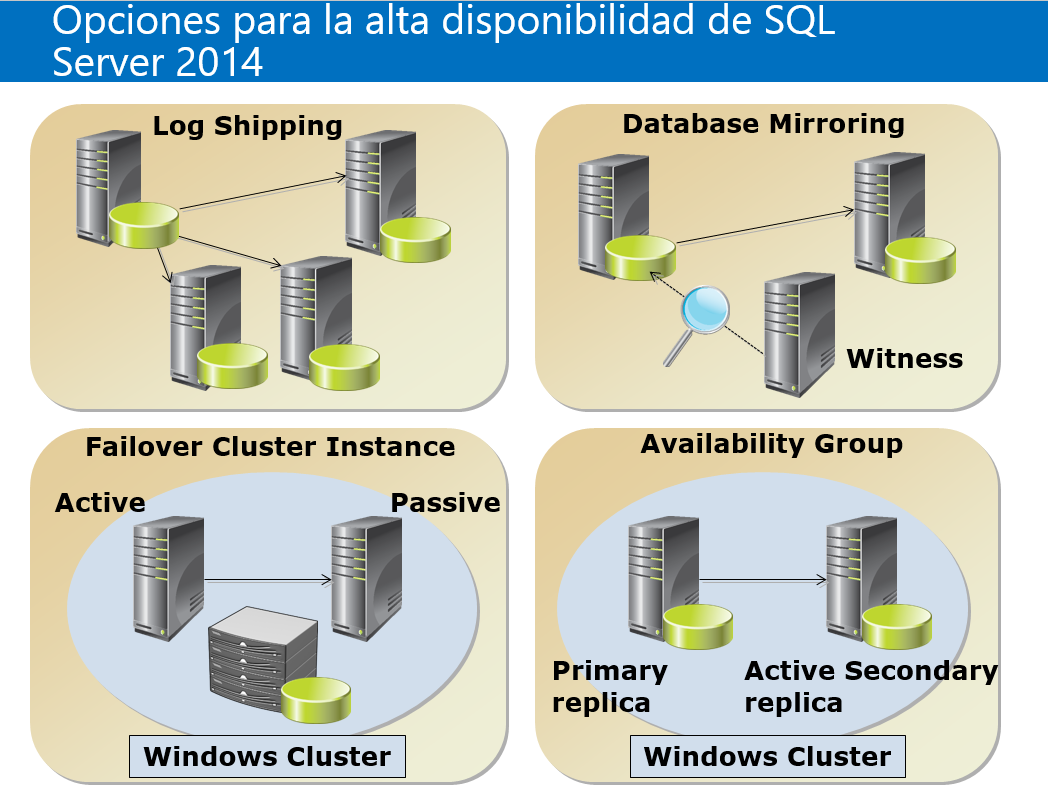 Opciones para la alta disponibilidad de SQL
Server 2014
Log Shipping
Database Mirroring
Witness
Failover Cluster Instance
Active
Passive
Windows Cluster
Availability Group
Primary
replica
Active Secondary
replica
Windows Cluster